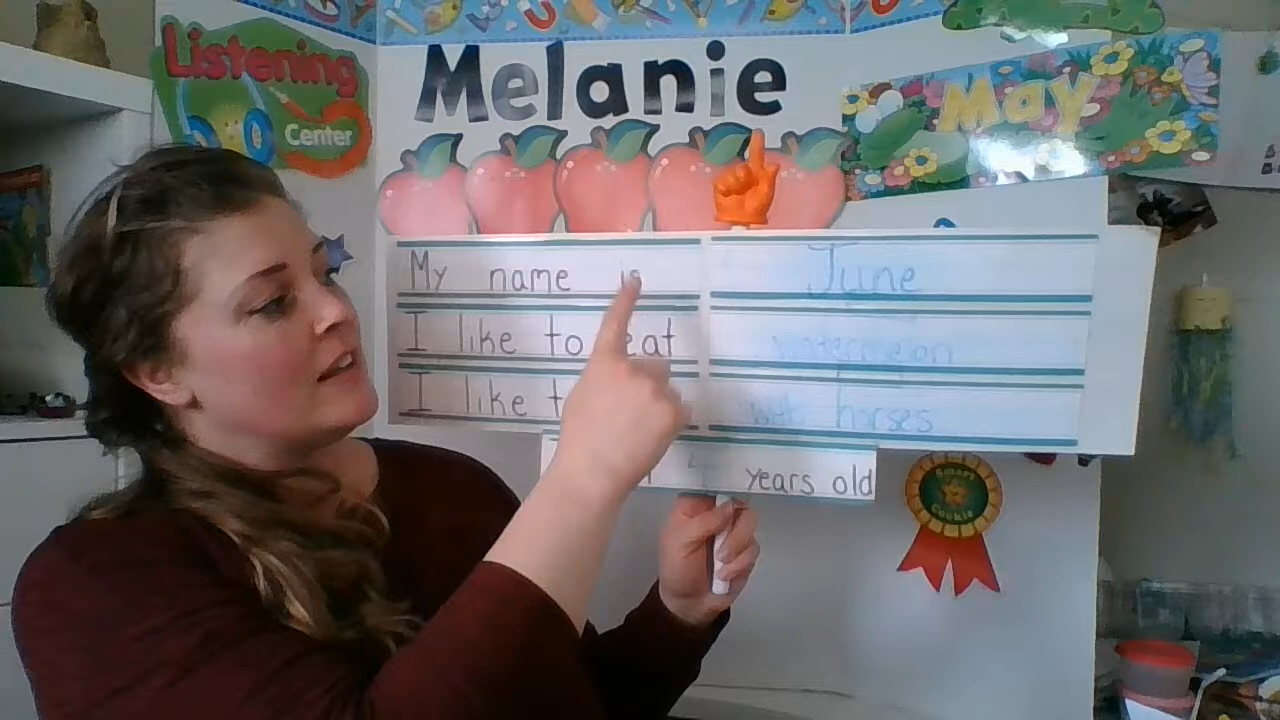 Listening
Center
Melanie
May
My name is June
I like to eat watermelon
I like horses
years old